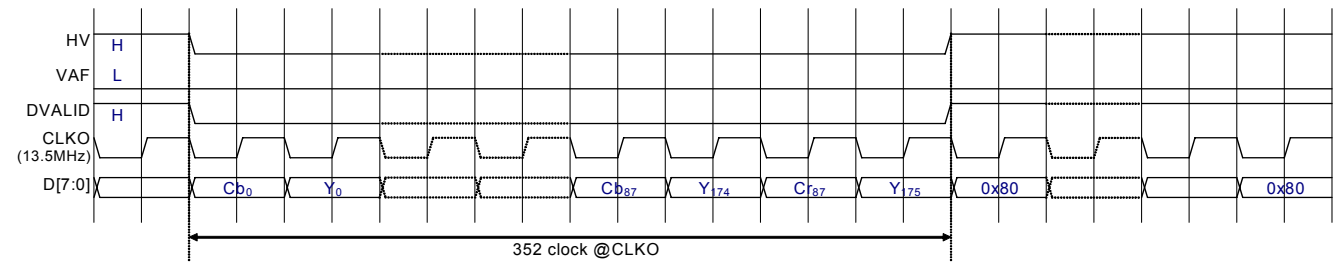 HV H
VAF L
DVALID H
CLKO
(13.5MHz)
D[7:0] Cb₀ Y₀ Cb₈₇ Y₁₇₄ Cr₈₇ Y₁₇₅ 0x80 0x80
352 clock @CLKO